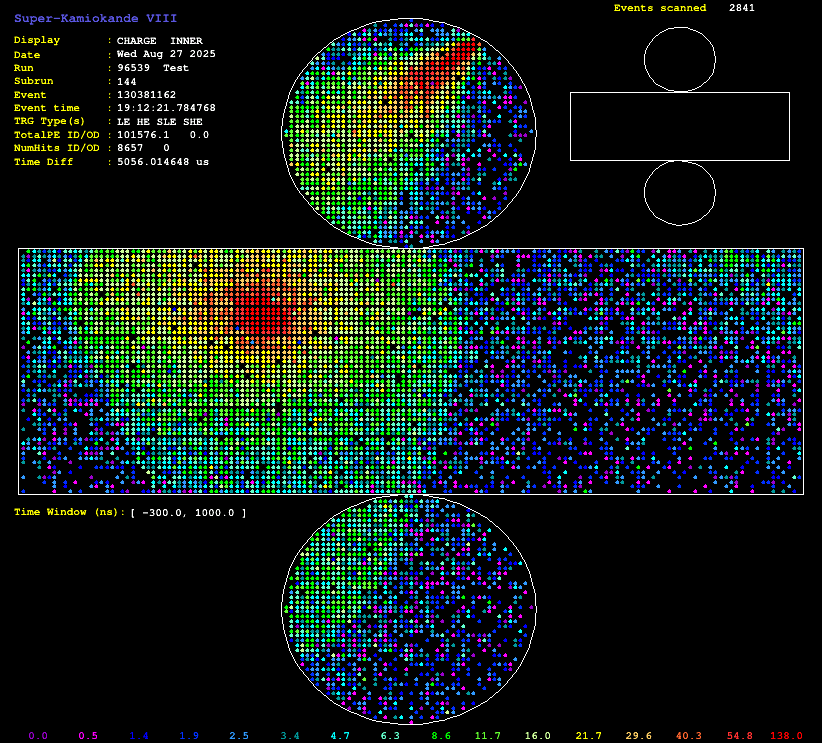 Super-Kamiokande VIII
Events scanned 2841
Display : CHARGE INNER
Date : Wed Aug 27 2025
Run : 96539 Test
Subrun : 144
Event : 130381162
Event time : 19:12:21.784768
TRG Type(s) : LE HE SLE SHE
TotalPE ID/OD : 101576.1 0.0
NumHits ID/OD : 8657 0
Time Diff : 5056.014648 us
Time Window (ns): [ -300.0, 1000.0 ]
0.0 0.5 1.4 1.9 2.5 3.4 4.7 6.3 8.6 11.7 16.0 21.7 29.6 40.3 54.8 138.0